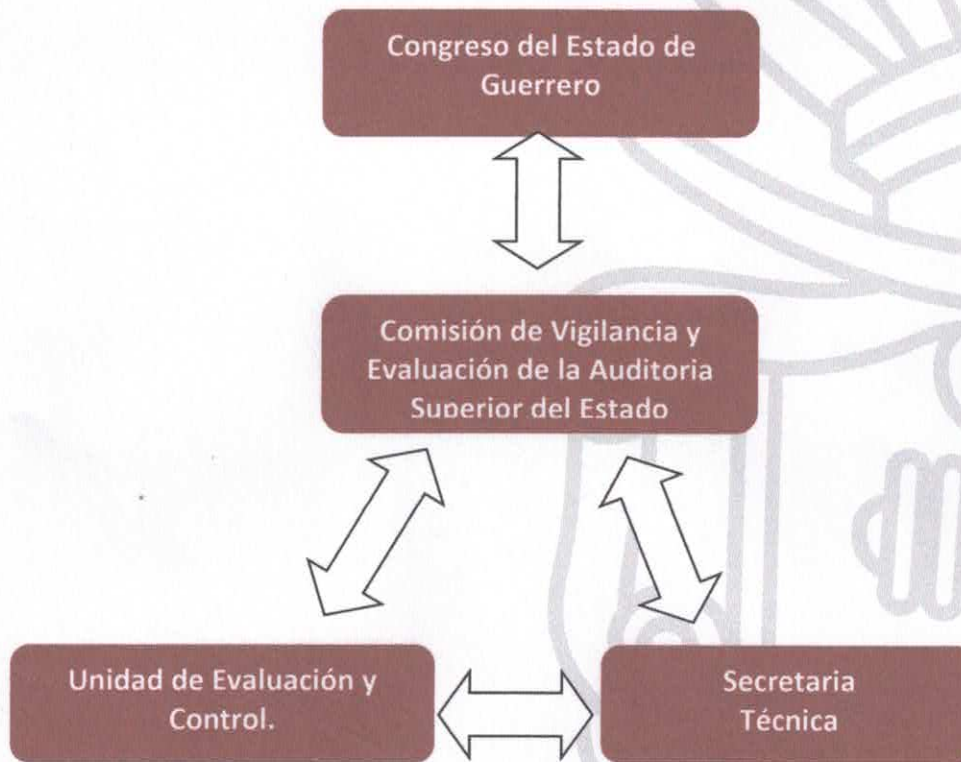 Congreso del Estado de
Guerrero
Comisión de Vigilancia y
Evaluación de la Auditoria
Superior del Estado
Unidad de Evaluación y
Control.
Secretaria
Técnica